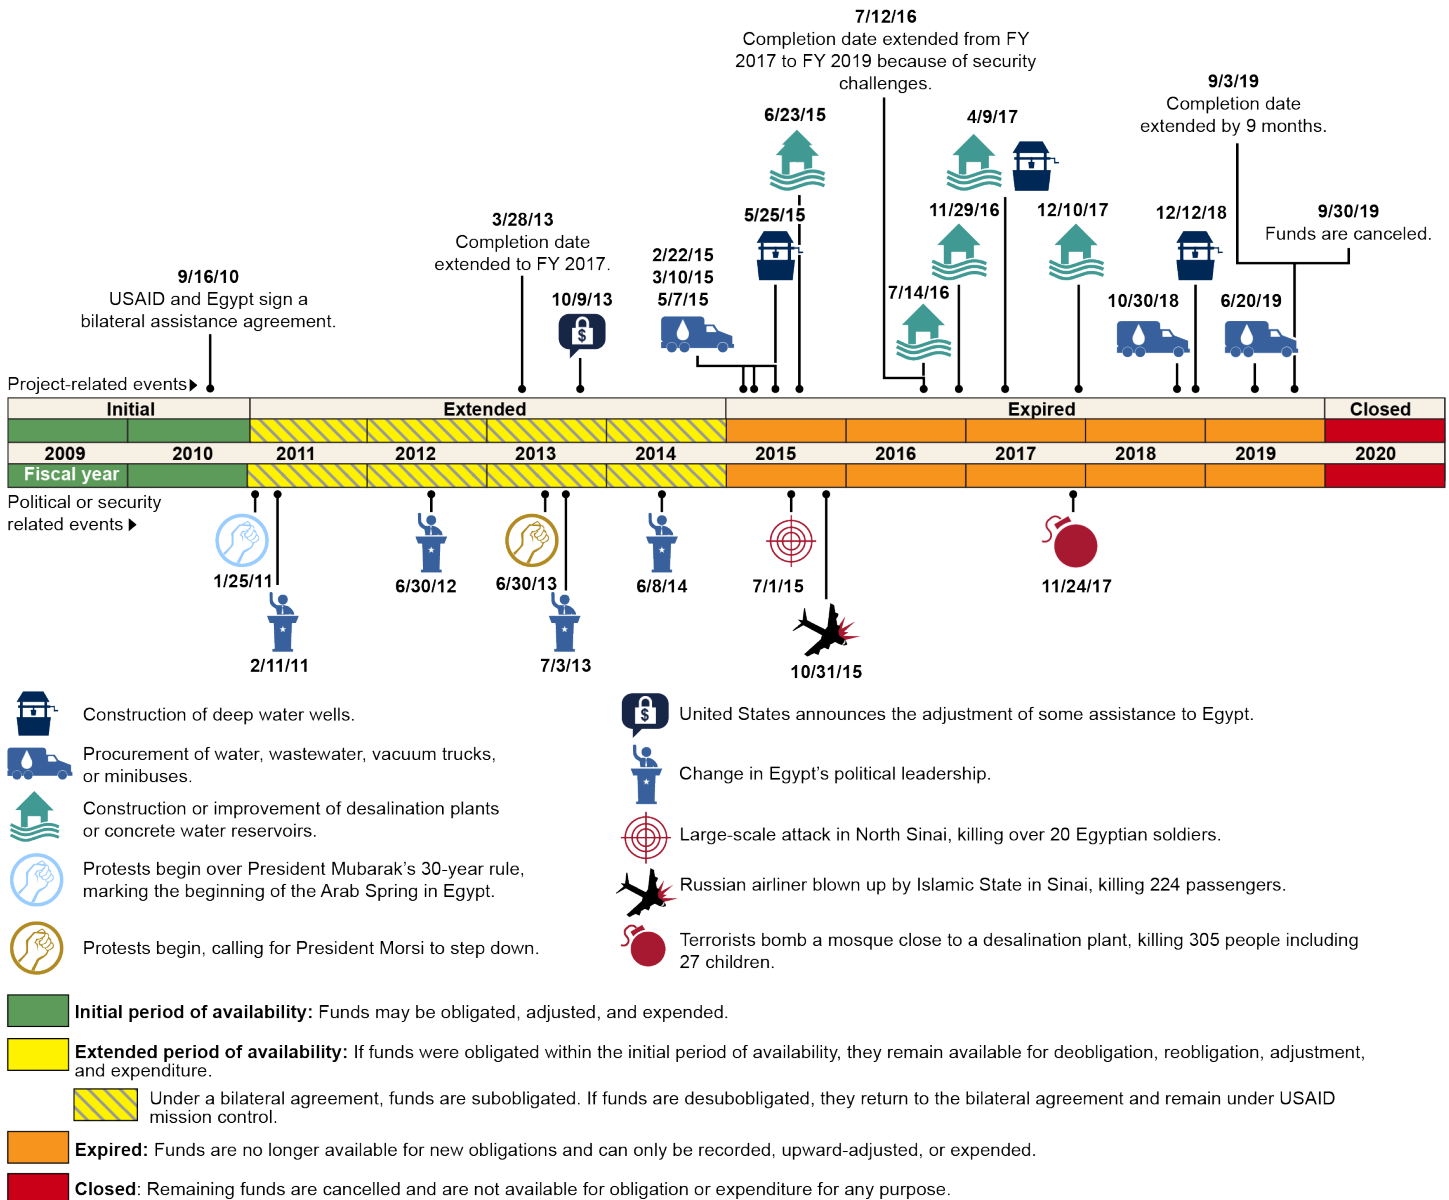 7/12/16
Completion date extended from FY
2017 to FY 2019 because of security
challenges.
9/3/19
Completion date
extended by 9 months.
6/23/15
4/9/17
3/28/13
Completion date
extended to FY 2017.
5/25/15
11/29/16
12/10/17
12/12/18
9/30/19
Funds are canceled.
9/16/10
USAID and Egypt sign a
bilateral assistance agreement.
2/22/15
3/10/15
5/7/15
10/9/13
7/14/16
10/30/18
6/20/19
Project-related events
Initial
Extended
Expired
Closed
2009
2010
2011
2012
2013
2014
2015
2016
2017
2018
2019
2020
Fiscal year
Political or security
related events
1/25/11
6/30/12
6/30/13
6/8/14
7/1/15
11/24/17
2/11/11
7/3/13
10/31/15
Construction of deep water wells.
Procurement of water, wastewater, vacuum trucks,
or minibuses.
Construction or improvement of desalination plants
or concrete water reservoirs.
Protests begin over President Mubarak's 30-year rule,
marking the beginning of the Arab Spring in Egypt.
Protests begin, calling for President Morsi to step down.
$
United States announces the adjustment of some assistance to Egypt.
Change in Egypt's political leadership.
Large-scale attack in North Sinai, killing over 20 Egyptian soldiers.
Russian airliner blown up by Islamic State in Sinai, killing 224 passengers.
Terrorists bomb a mosque close to a desalination plant, killing 305 people including
27 children.
Initial period of availability: Funds may be obligated, adjusted, and expended.
Extended period of availability: If funds were obligated within the initial period of availability, they remain available for deobligation, reobligation, adjustment,
and expenditure.
Under a bilateral agreement, funds are subobligated. If funds are desubobligated, they return to the bilateral agreement and remain under USAID
mission control.
Expired: Funds are no longer available for new obligations and can only be recorded, upward-adjusted, or expended.
Closed: Remaining funds are cancelled and are not available for obligation or expenditure for any purpose.